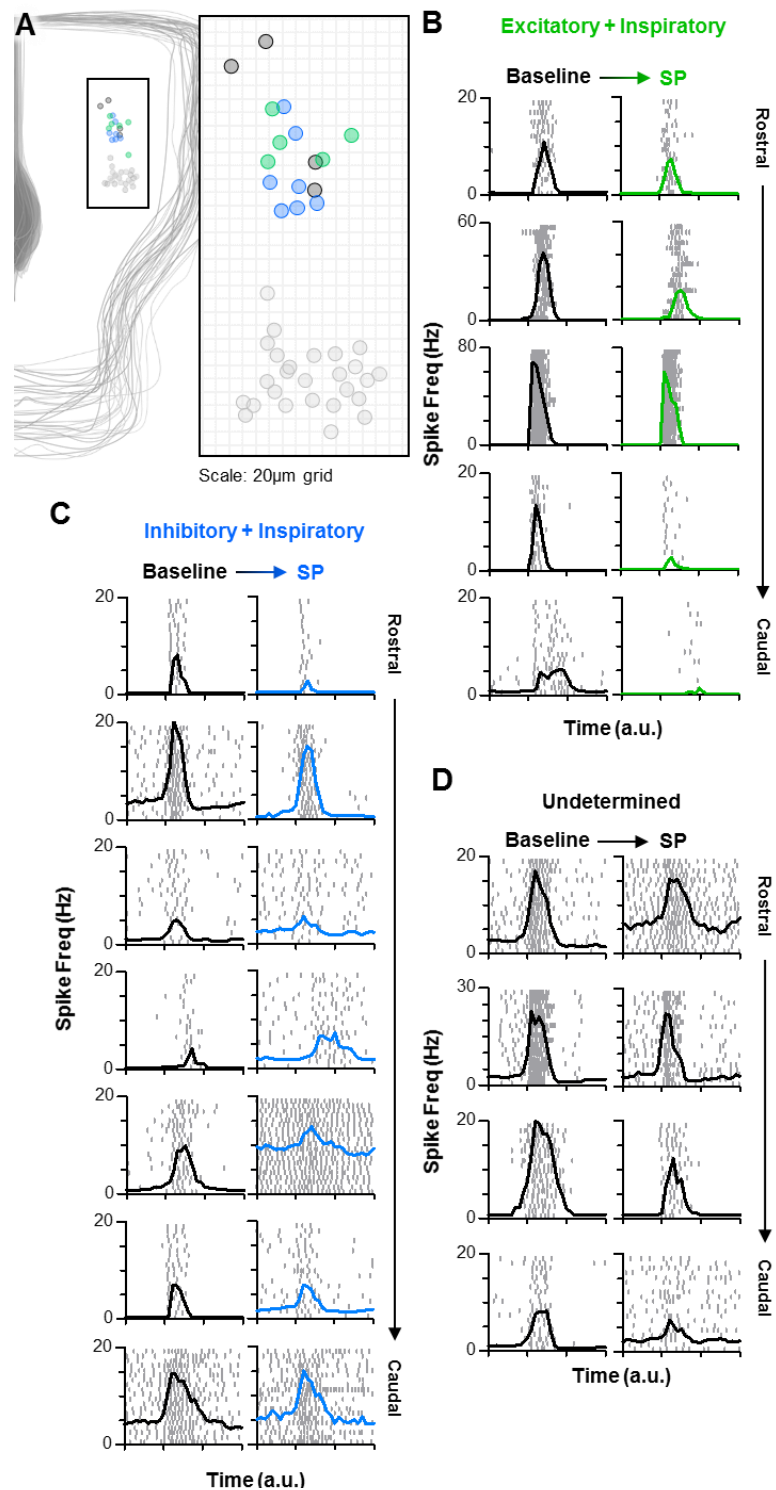 A
Scale: 20µm grid
B
Excitatory + Inspiratory
Baseline SP
Rostral
20
0
60
0
80
0
20
0
20
0
Spike Freq (Hz)
Caudal
Time (a.u.)
C
Inhibitory + Inspiratory
Baseline SP
Rostral
20
0
20
0
20
0
20
0
20
0
20
0
20
0
Spike Freq (Hz)
Caudal
Time (a.u.)
D
Undetermined
Baseline SP
Rostral
20
0
30
0
20
0
20
0
Spike Freq (Hz)
Caudal
Time (a.u.)